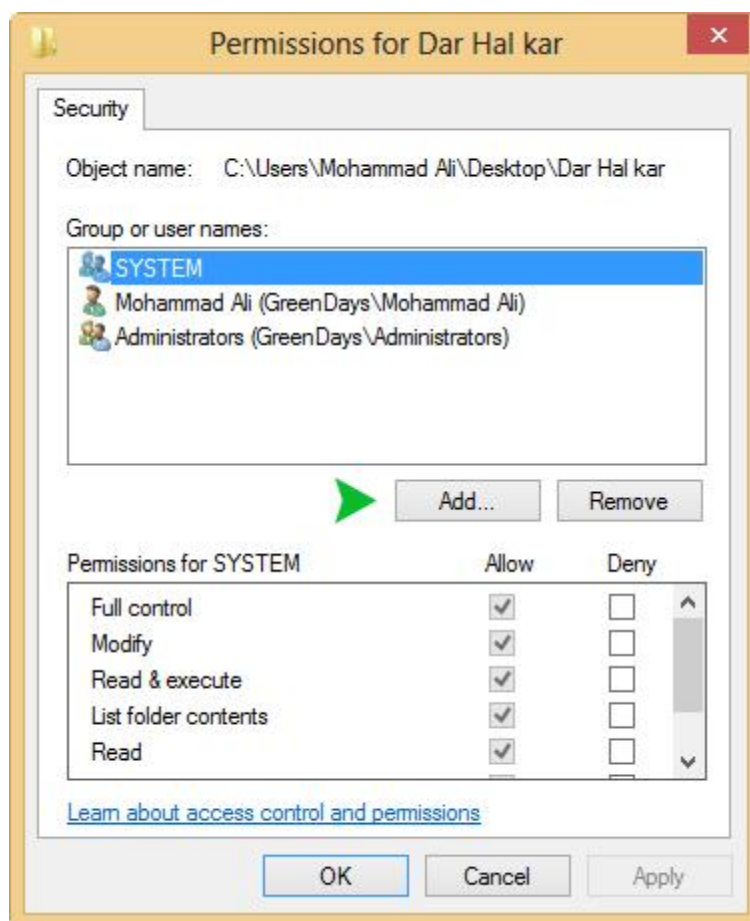 Permissions for Dar Hal kar
Security
Object name: C:\Users\Mohammad Ali\Desktop\Dar Hal kar
Group or user names:
SYSTEM
Mohammad Ali (GreenDays\Mohammad Ali)
Administrators (GreenDays\Administrators)
Add... Remove
Permissions for SYSTEM Allow Deny
Full control
Modify
Read & execute
List folder contents
Read
Learn about access control and permissions
OK Cancel Apply